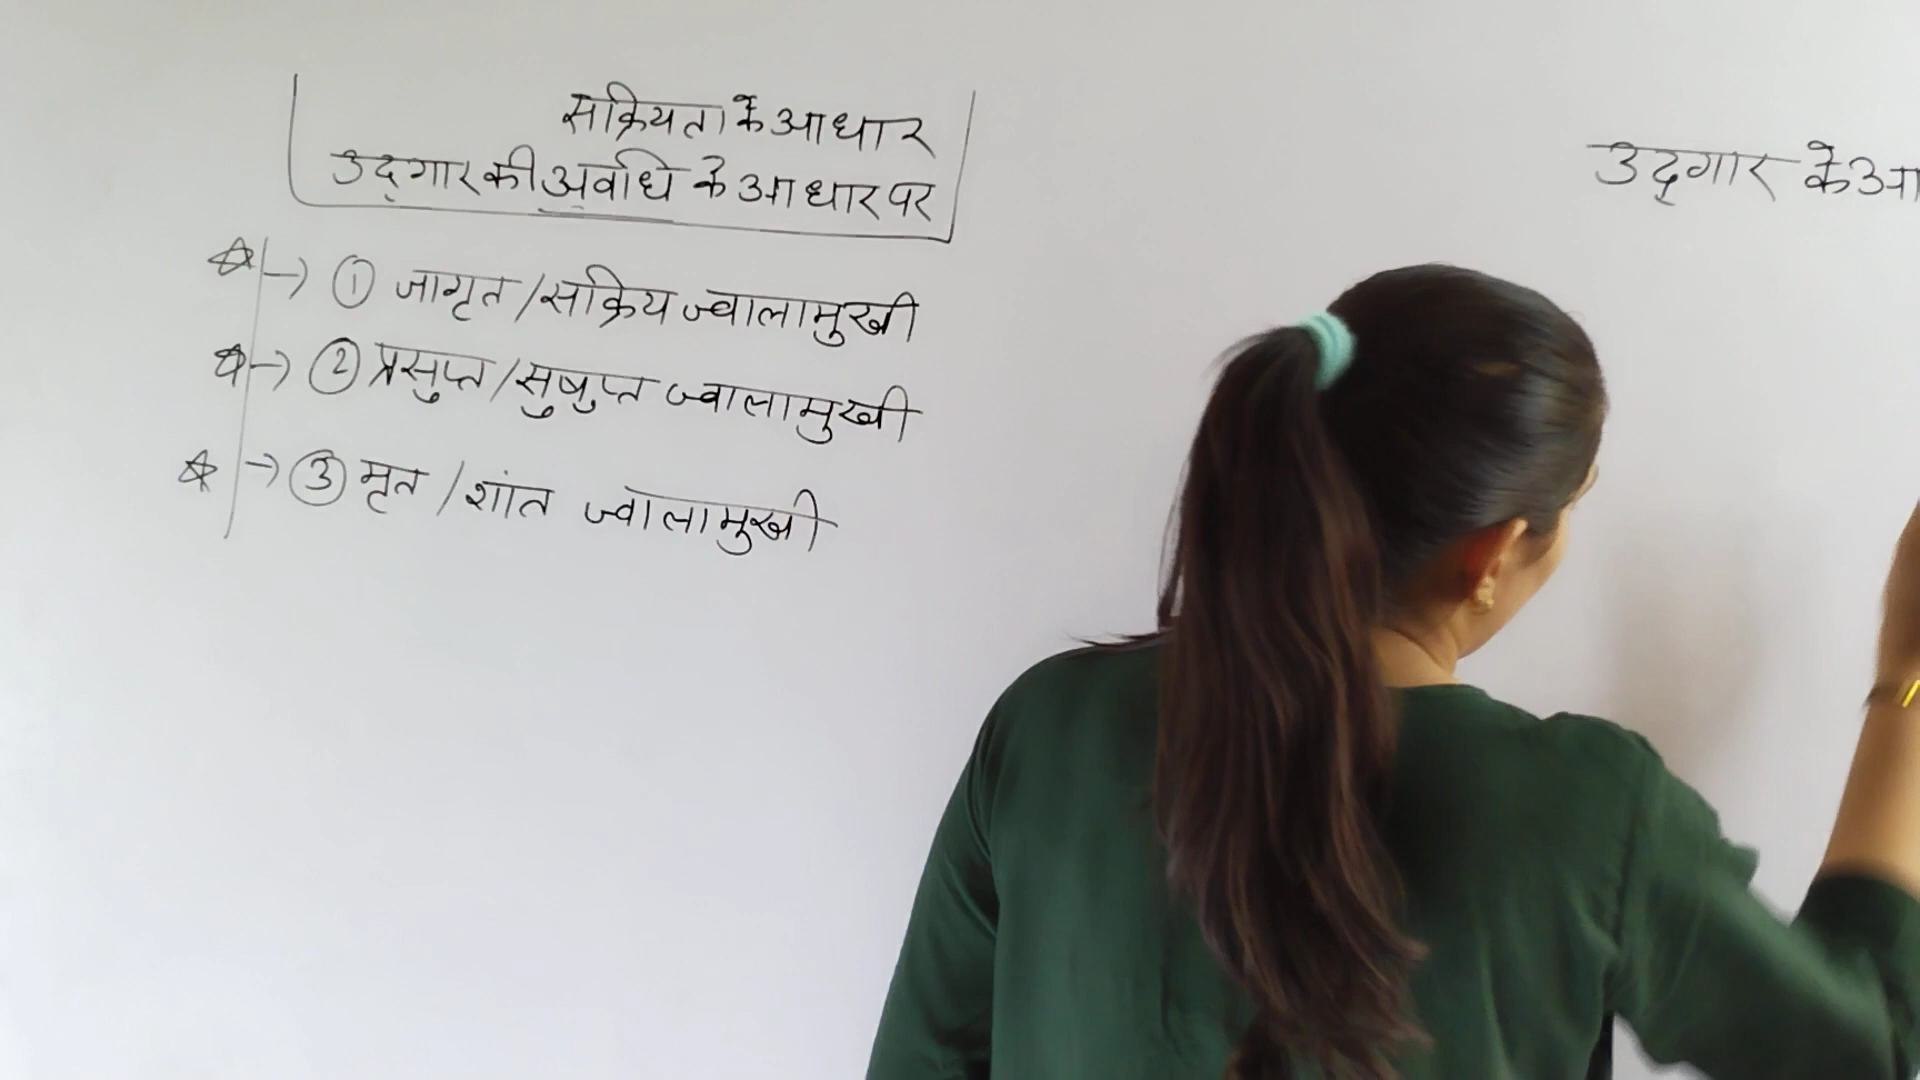 सक्रियता के आधार
उद्गार की अवधि के आधार पर
→ ① जागृत / सक्रिय ज्वालामुखी
→ ② प्रसुप्त / सुषुप्त ज्वालामुखी
→ ③ मृत / शांत ज्वालामुखी
उद्गार के आ